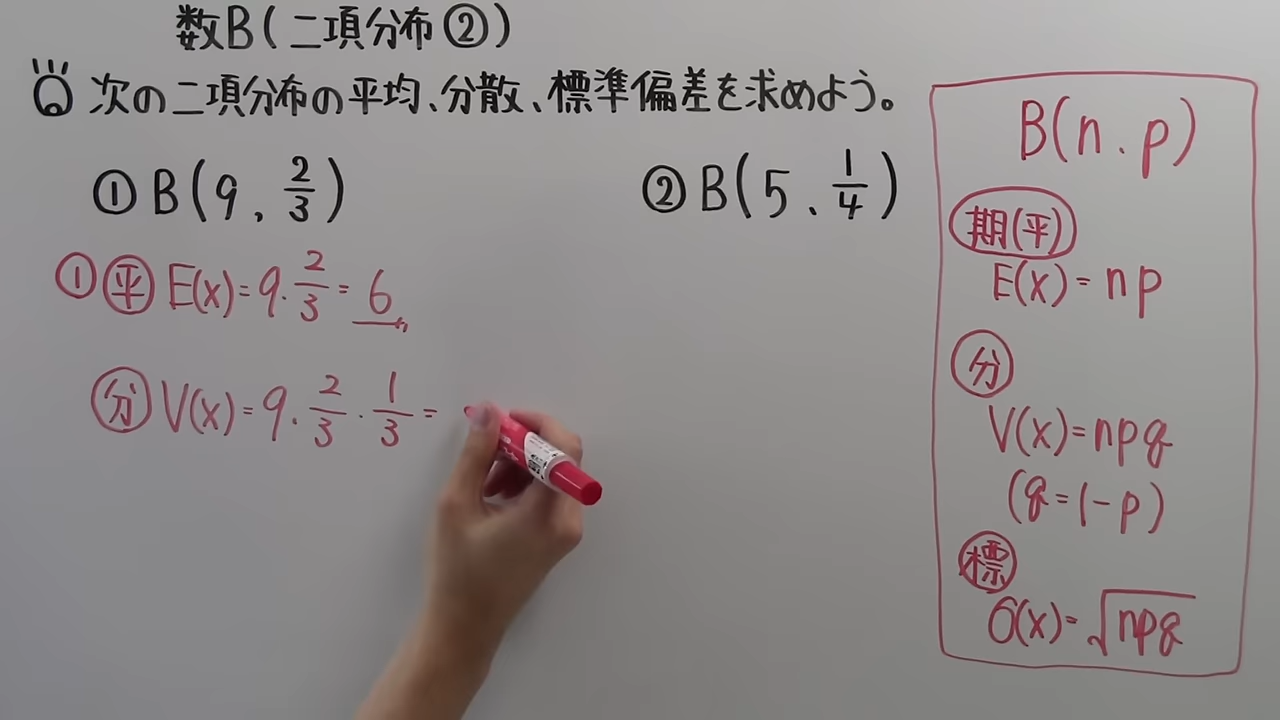 数B(二項分布②)
次の二項分布の平均、分散、標準偏差を求めよう。
① B(9, 2/3)
② B(5、1/4)
① 平 E(x)=9・2/3=6
分 V(x)=9・2/3・1/3=
B(n、p)
期(平)
E(x)=np
分
V(x)=npq
(q=1-p)
標
σ(x)=√npq